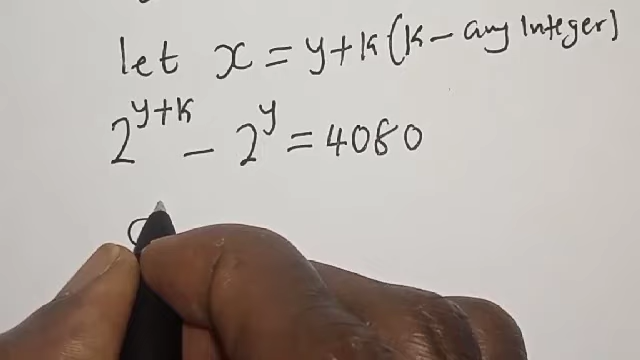 let x = y+k (k - any Integer)
2^{y+k} - 2^y = 4080